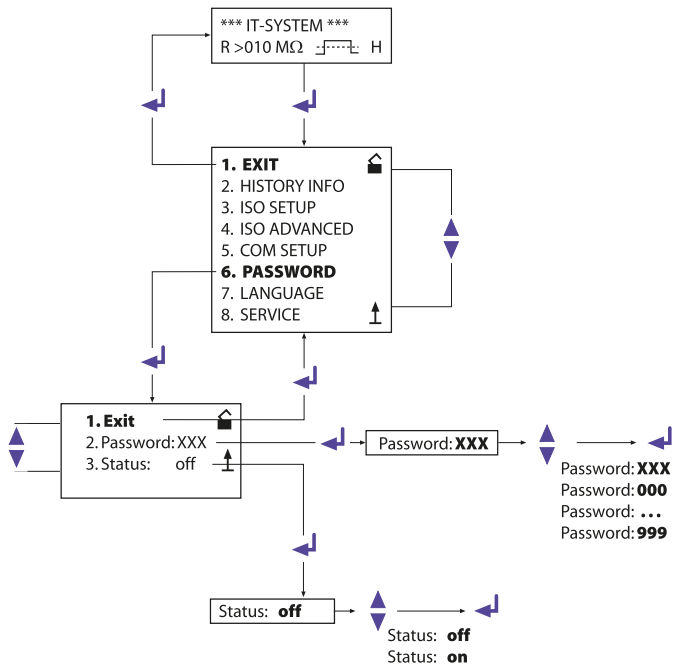 *** IT-SYSTEM ***
R >010 MΩ H
1. EXIT
2. HISTORY INFO
3. ISO SETUP
4. ISO ADVANCED
5. COM SETUP
6. PASSWORD
7. LANGUAGE
8. SERVICE
1. Exit
2. Password: XXX
3. Status: off
Password: XXX
Password: XXX
Password: 000
Password: ...
Password: 999
Status: off
Status: off
Status: on